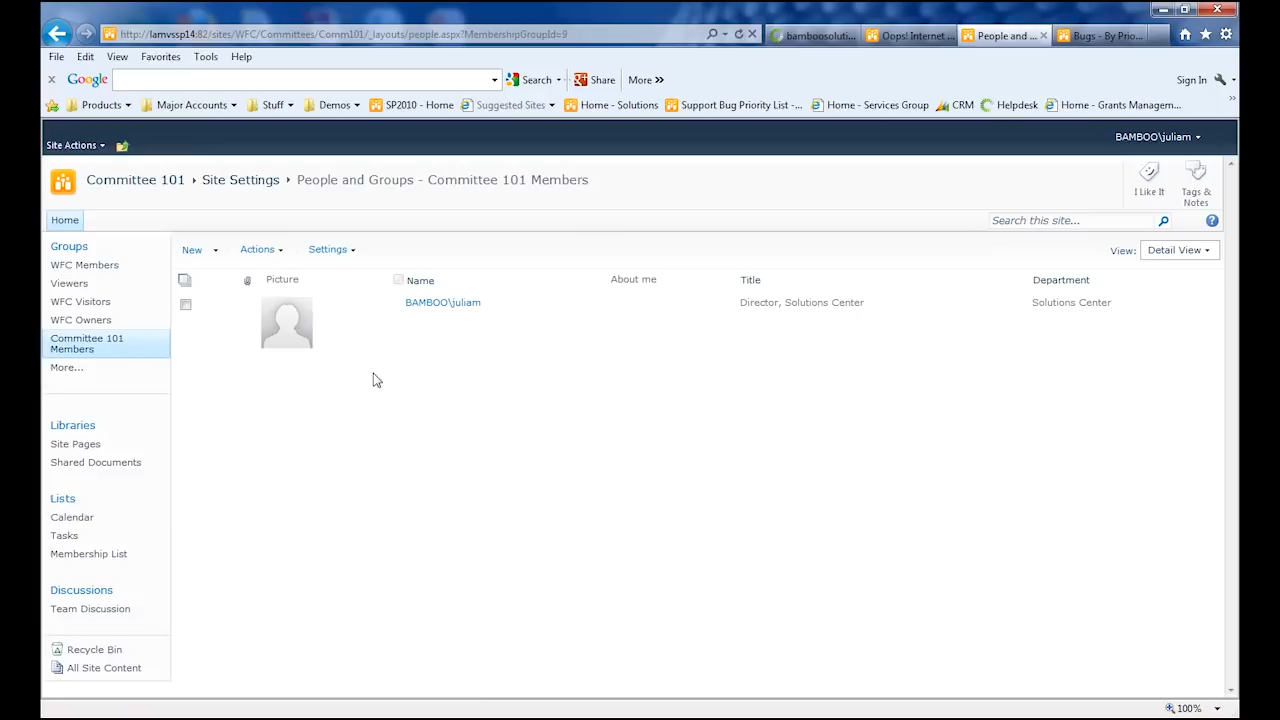 http://lamvssp14:82/sites/WFC/Committees/Comm101/_layouts/people.aspx?MembershipGroupId=9
bamboosoluti...
Oops! Internet ...
People and ...
Bugs - By Prio...
File Edit View Favorites Tools Help
Google Search Share More »
Sign In
Products Major Accounts Stuff Demos SP2010 - Home Suggested Sites Home - Solutions Support Bug Priority List -... Home - Services Group CRM Helpdesk Home - Grants Managem...
Site Actions
BAMBOO\juliam
Committee 101 Site Settings People and Groups - Committee 101 Members
I Like It
Tags &
Notes
Home
Search this site...
Groups
WFC Members
Viewers
WFC Visitors
WFC Owners
Committee 101
Members
More...
Libraries
Site Pages
Shared Documents
Lists
Calendar
Tasks
Membership List
Discussions
Team Discussion
Recycle Bin
All Site Content
New Actions Settings
View: Detail View
Picture Name About me Title Department
BAMBOO\juliam Director, Solutions Center Solutions Center
100%